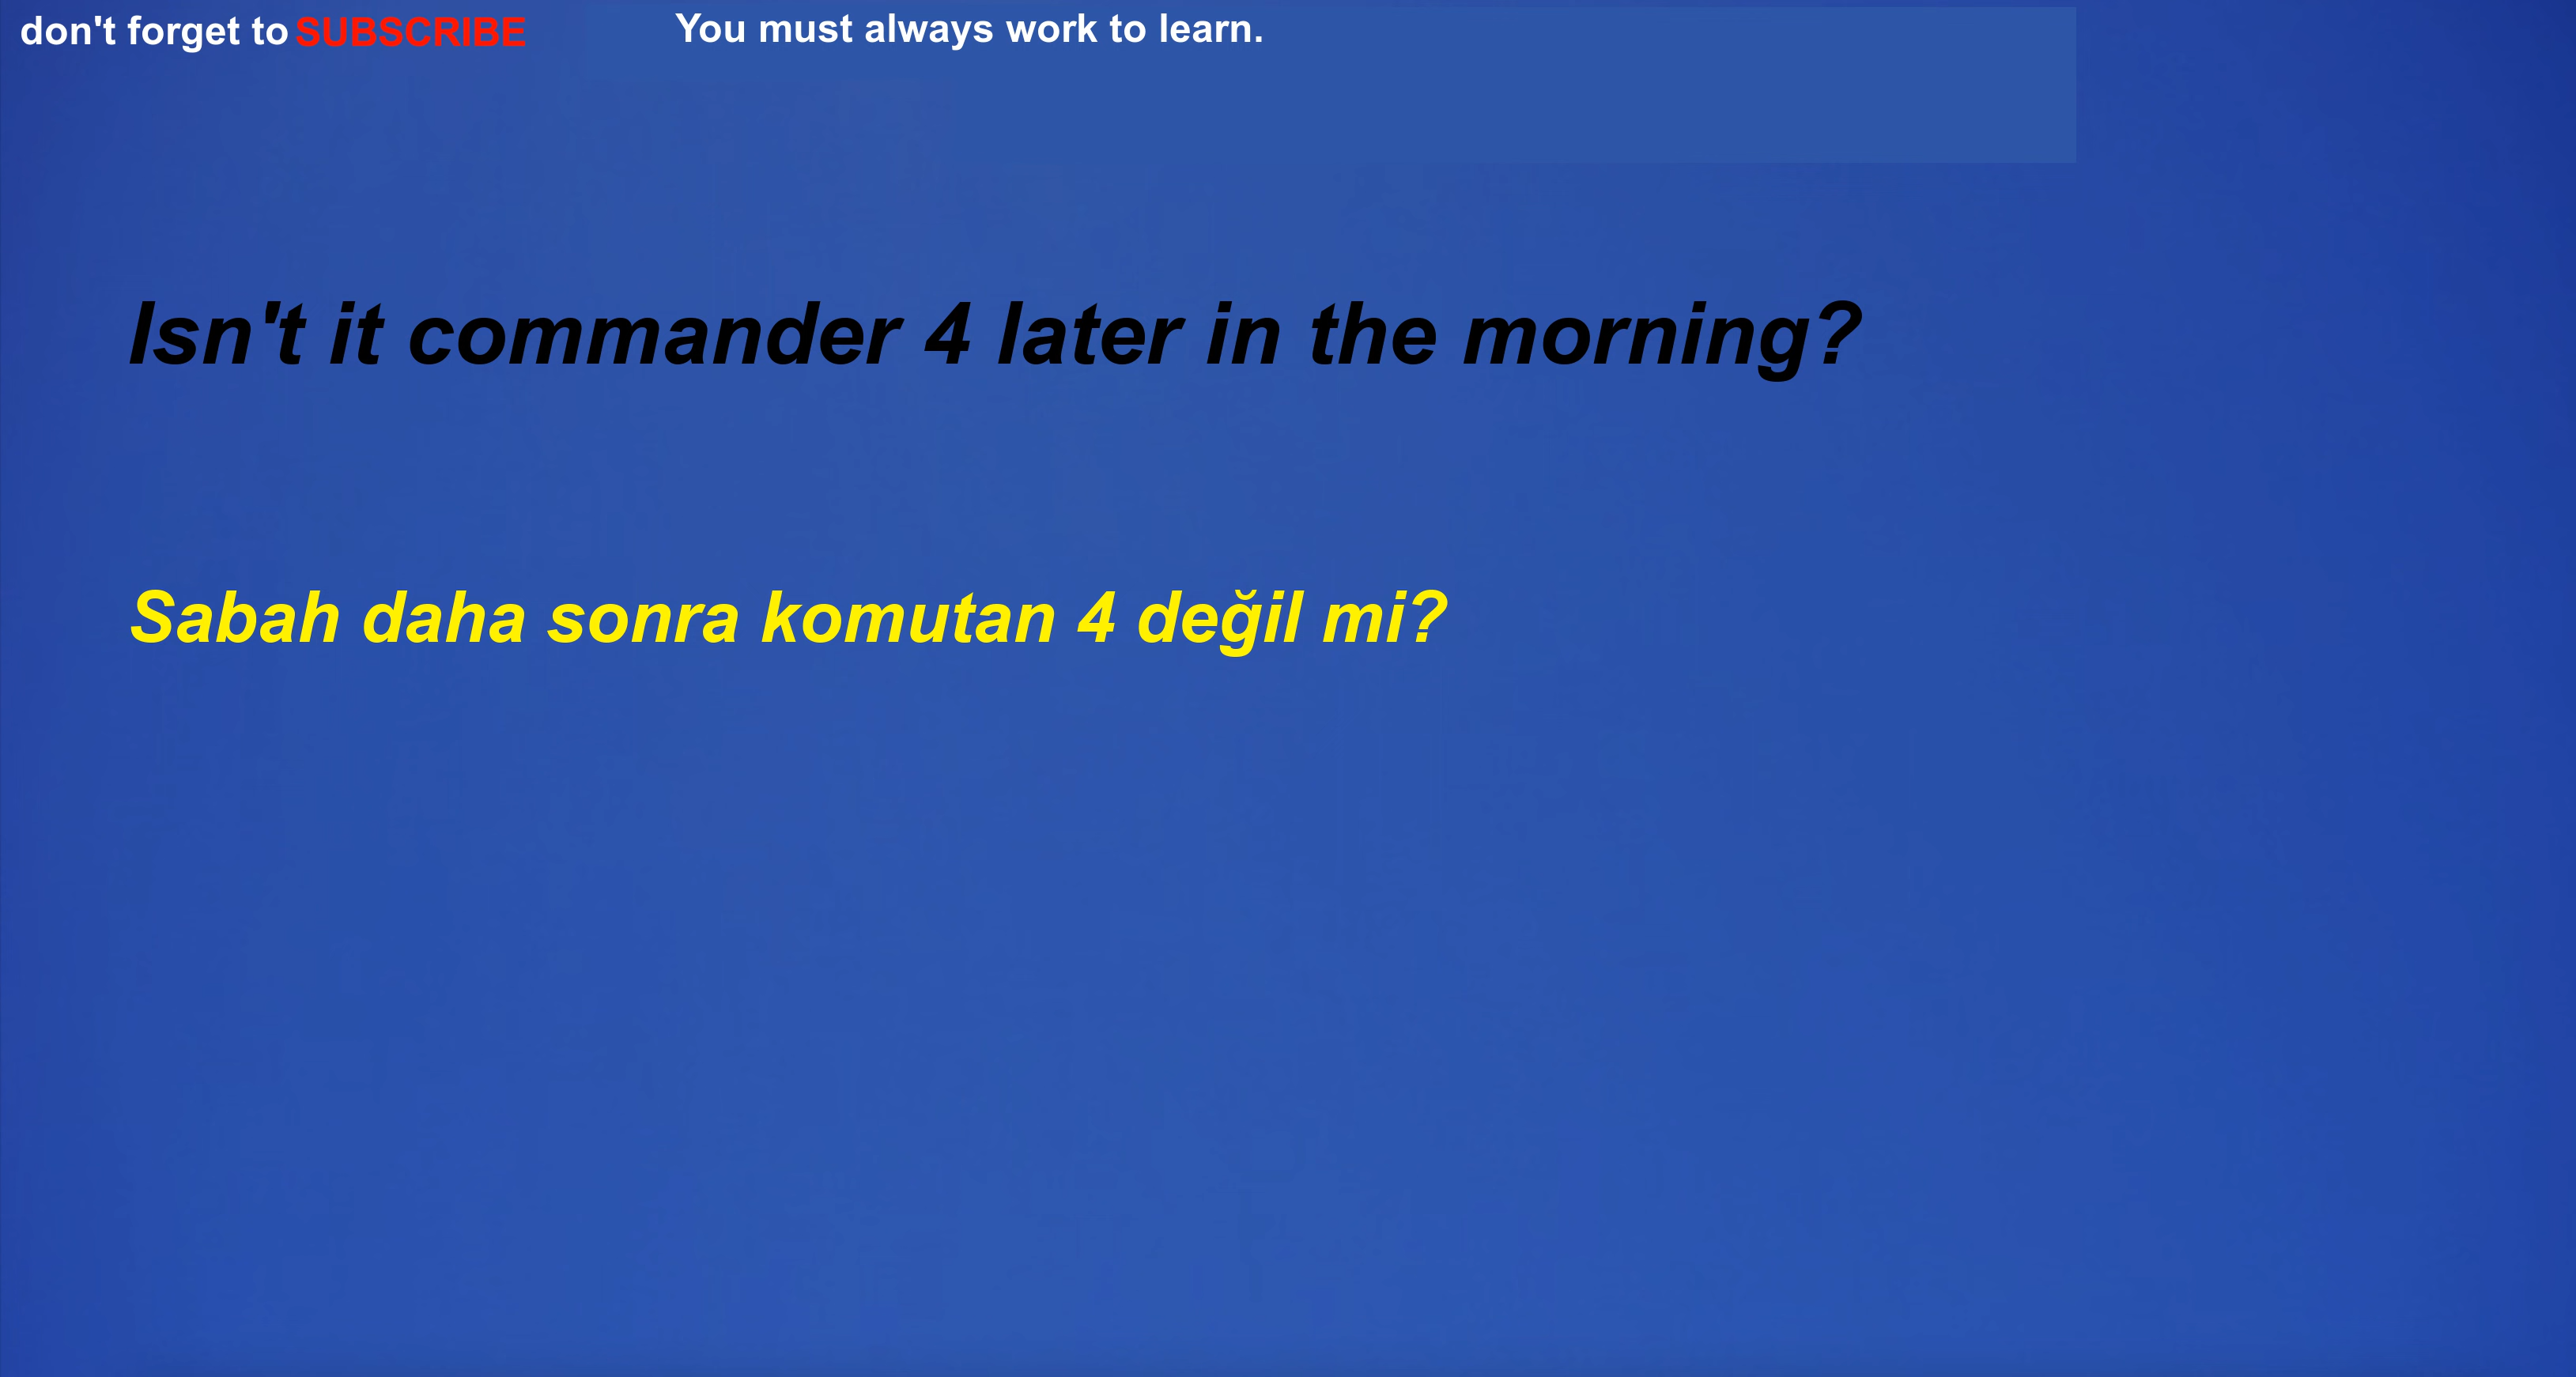 don't forget to SUBSCRIBE You must always work to learn.
Isn't it commander 4 later in the morning?
Sabah daha sonra komutan 4 değil mi?